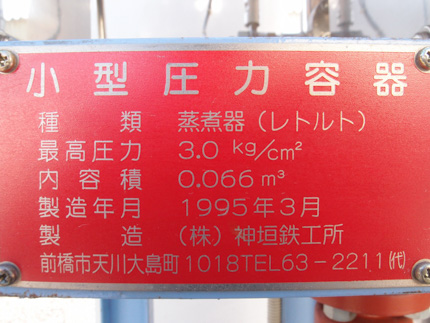 小型圧力容器
種類 蒸煮器(レトルト)
最高圧力 3.0 kg/cm²
内容積 0.066 m³
製造年月 1995年3月
製造 (株)神垣鉄工所
前橋市天川大島町1018TEL63-2211(代)